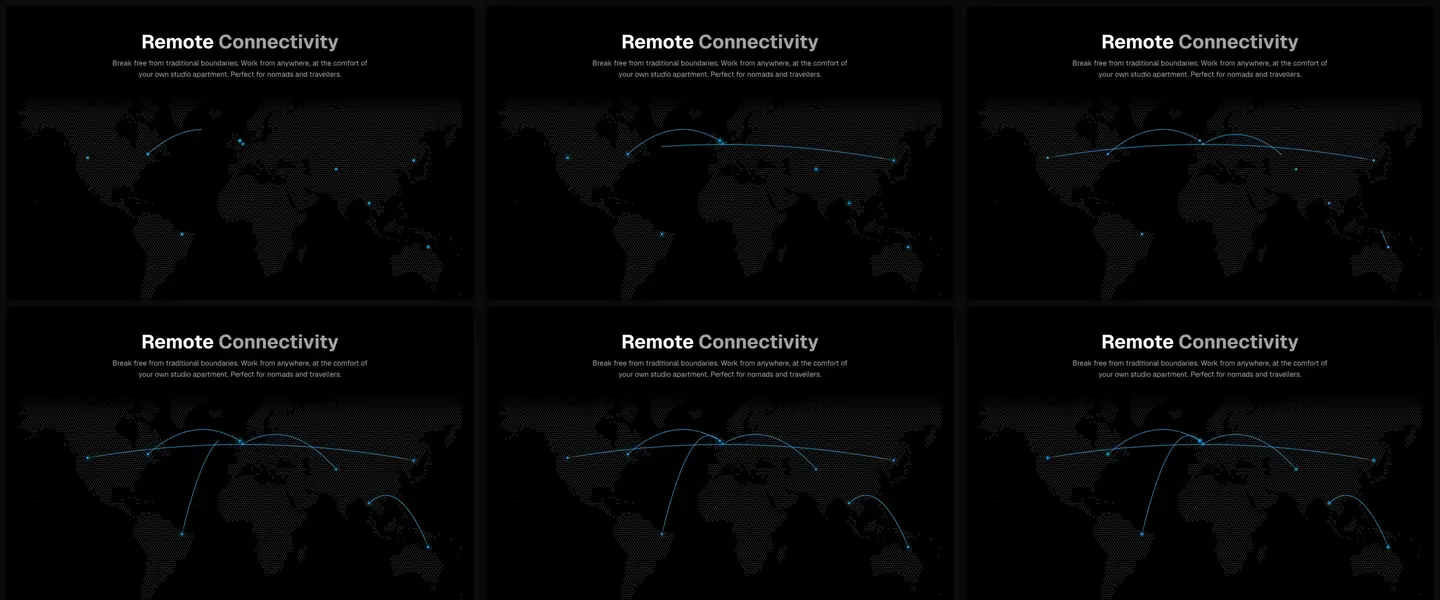 Remote Connectivity
Break free from traditional boundaries. Work from anywhere, at the comfort of
your own studio apartment. Perfect for nomads and travellers.
Remote Connectivity
Break free from traditional boundaries. Work from anywhere, at the comfort of
your own studio apartment. Perfect for nomads and travellers.
Remote Connectivity
Break free from traditional boundaries. Work from anywhere, at the comfort of
your own studio apartment. Perfect for nomads and travellers.
Remote Connectivity
Break free from traditional boundaries. Work from anywhere, at the comfort of
your own studio apartment. Perfect for nomads and travellers.
Remote Connectivity
Break free from traditional boundaries. Work from anywhere, at the comfort of
your own studio apartment. Perfect for nomads and travellers.
Remote Connectivity
Break free from traditional boundaries. Work from anywhere, at the comfort of
your own studio apartment. Perfect for nomads and travellers.